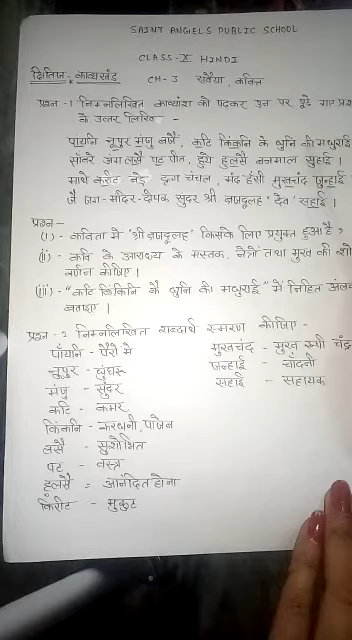 SAINT ANGIELS PUBLIC SCHOOL
CLASS-X HINDI
क्षितिज - काव्यखंड CH-3 सवैया, कवित्त
प्रश्न-1 निम्नलिखित काव्यांश को पढ़कर उन पर पूछे गए
के उत्तर लिखिए -
पांयनि नूपुर मंजु बजैं, कटि किंकिनि कै धुनि की मधुराई
साँवरे अंग लसै पट पीत, हुये हुलसै बनमाल सुहाई।
माथे किरीट बड़े दृग चंचल, मंद हँसी मुखचंद जुन्हाई
जै जग-मंदिर-दीपक सुंदर श्री ब्रजदूलह 'देव' सहाई।
प्रश्न-
(i) - कविता में 'श्री ब्रजदूलह' किसके लिए प्रयुक्त हुआ है?
(ii) - कवि के आराध्य के मस्तक, नेत्रों तथा मुख की
वर्णन कीजिए।
(iii) - "कटि किंकिनि कै धुनि की मधुराई" में निहित
बताइए।
प्रश्न-2 निम्नलिखित शब्दार्थ स्मरण कीजिए -
पाँयनि - पैरों में मुखचंद - मुख रूपी चंद्र
नूपुर - घुंघरू जन्हाई - चाँदनी
मंजु - सुंदर सहाई - सहायक
कटि - कमर
किंकनि - करधनी, पाजेब
लसै - सुशोभित
पट - वस्त्र
हुलसै = आनंदित होना
किरीट - मुकुट